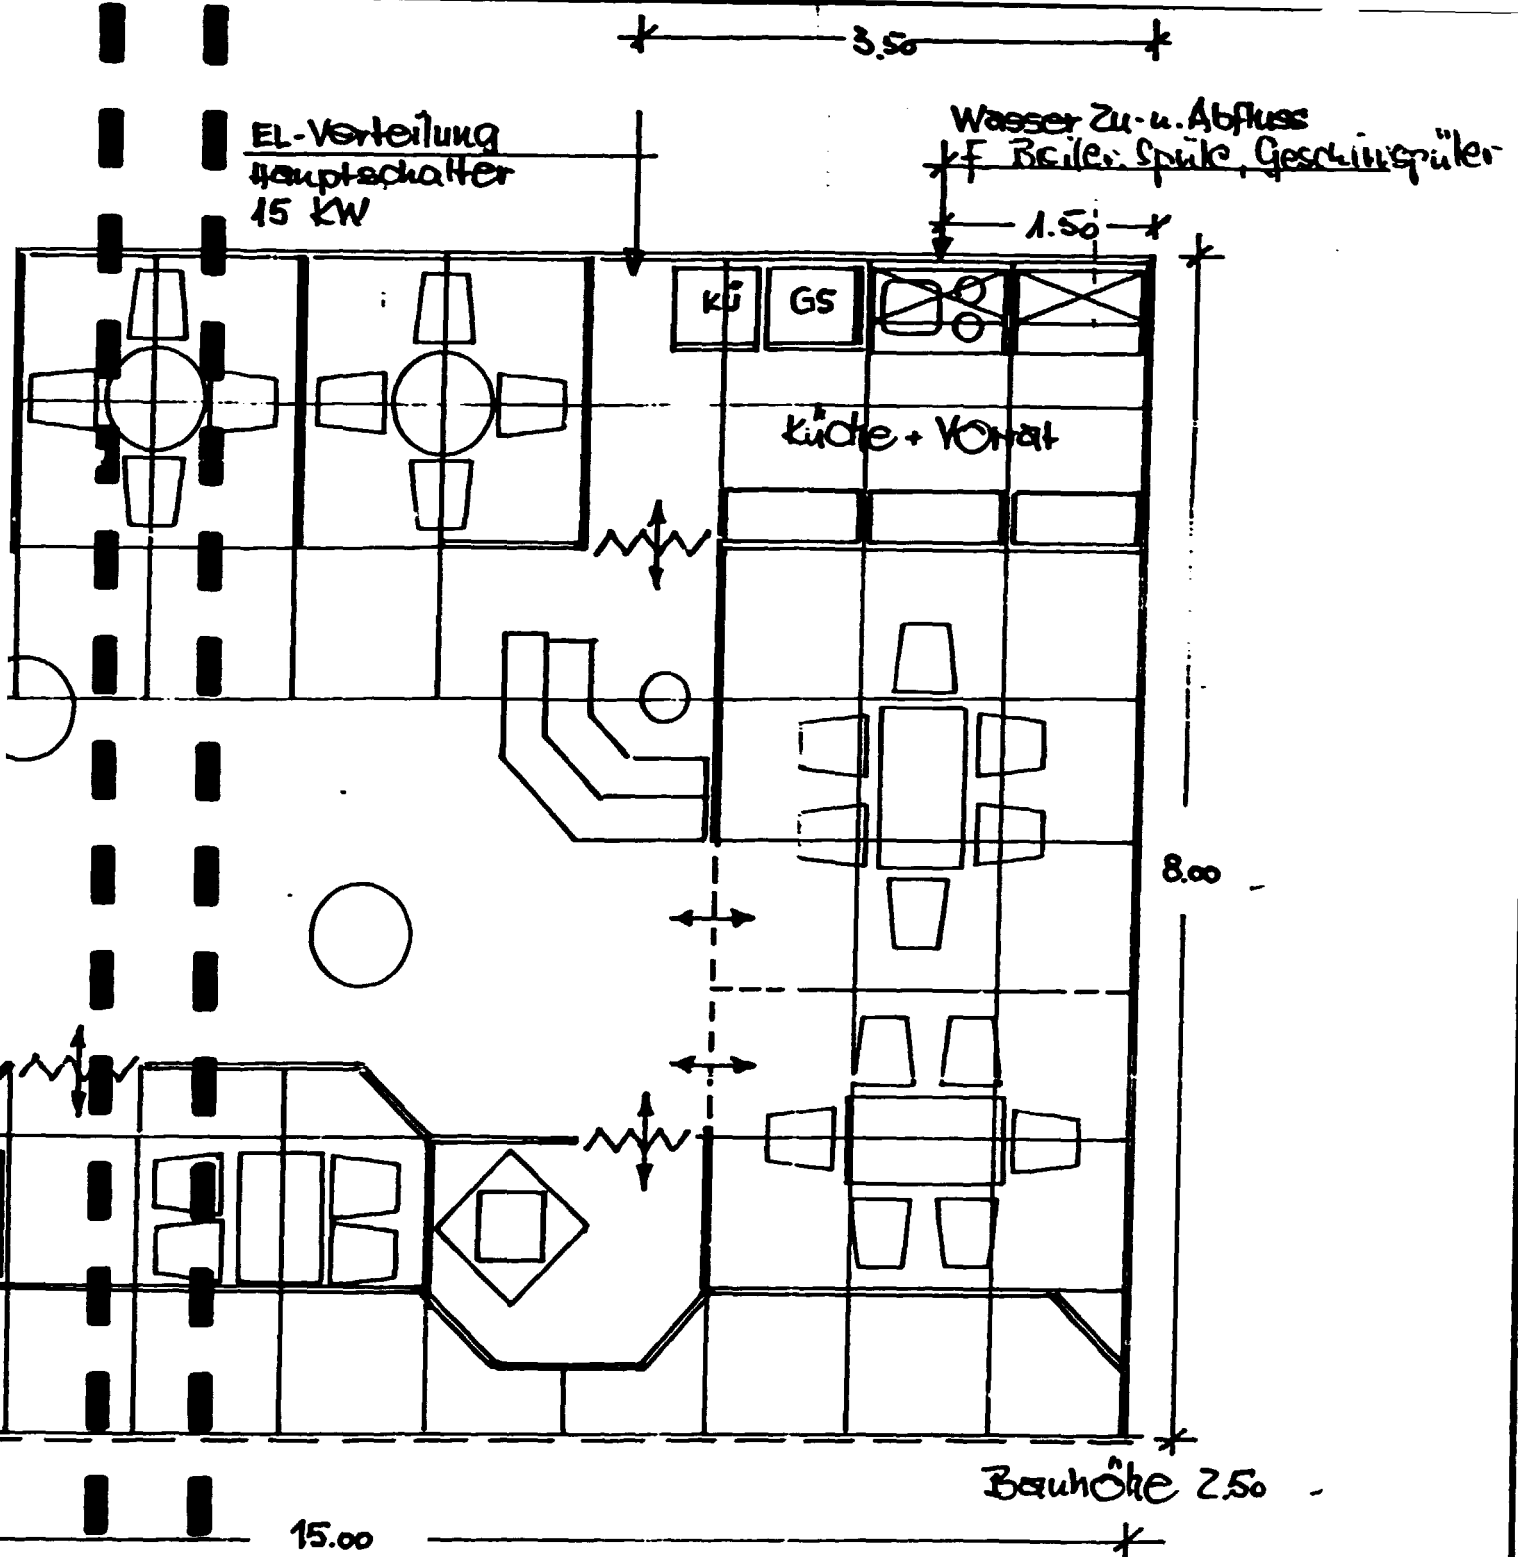 3.50
EL-Verteilung
Hauptschalter
15 KW
Wasser Zu- u. Abfluss
F. Boiler. Spüle, Geschirrspüler
1.50
KÜ
GS
Küche + Vorrat
8.00
Bauhöhe 2.50
15.00